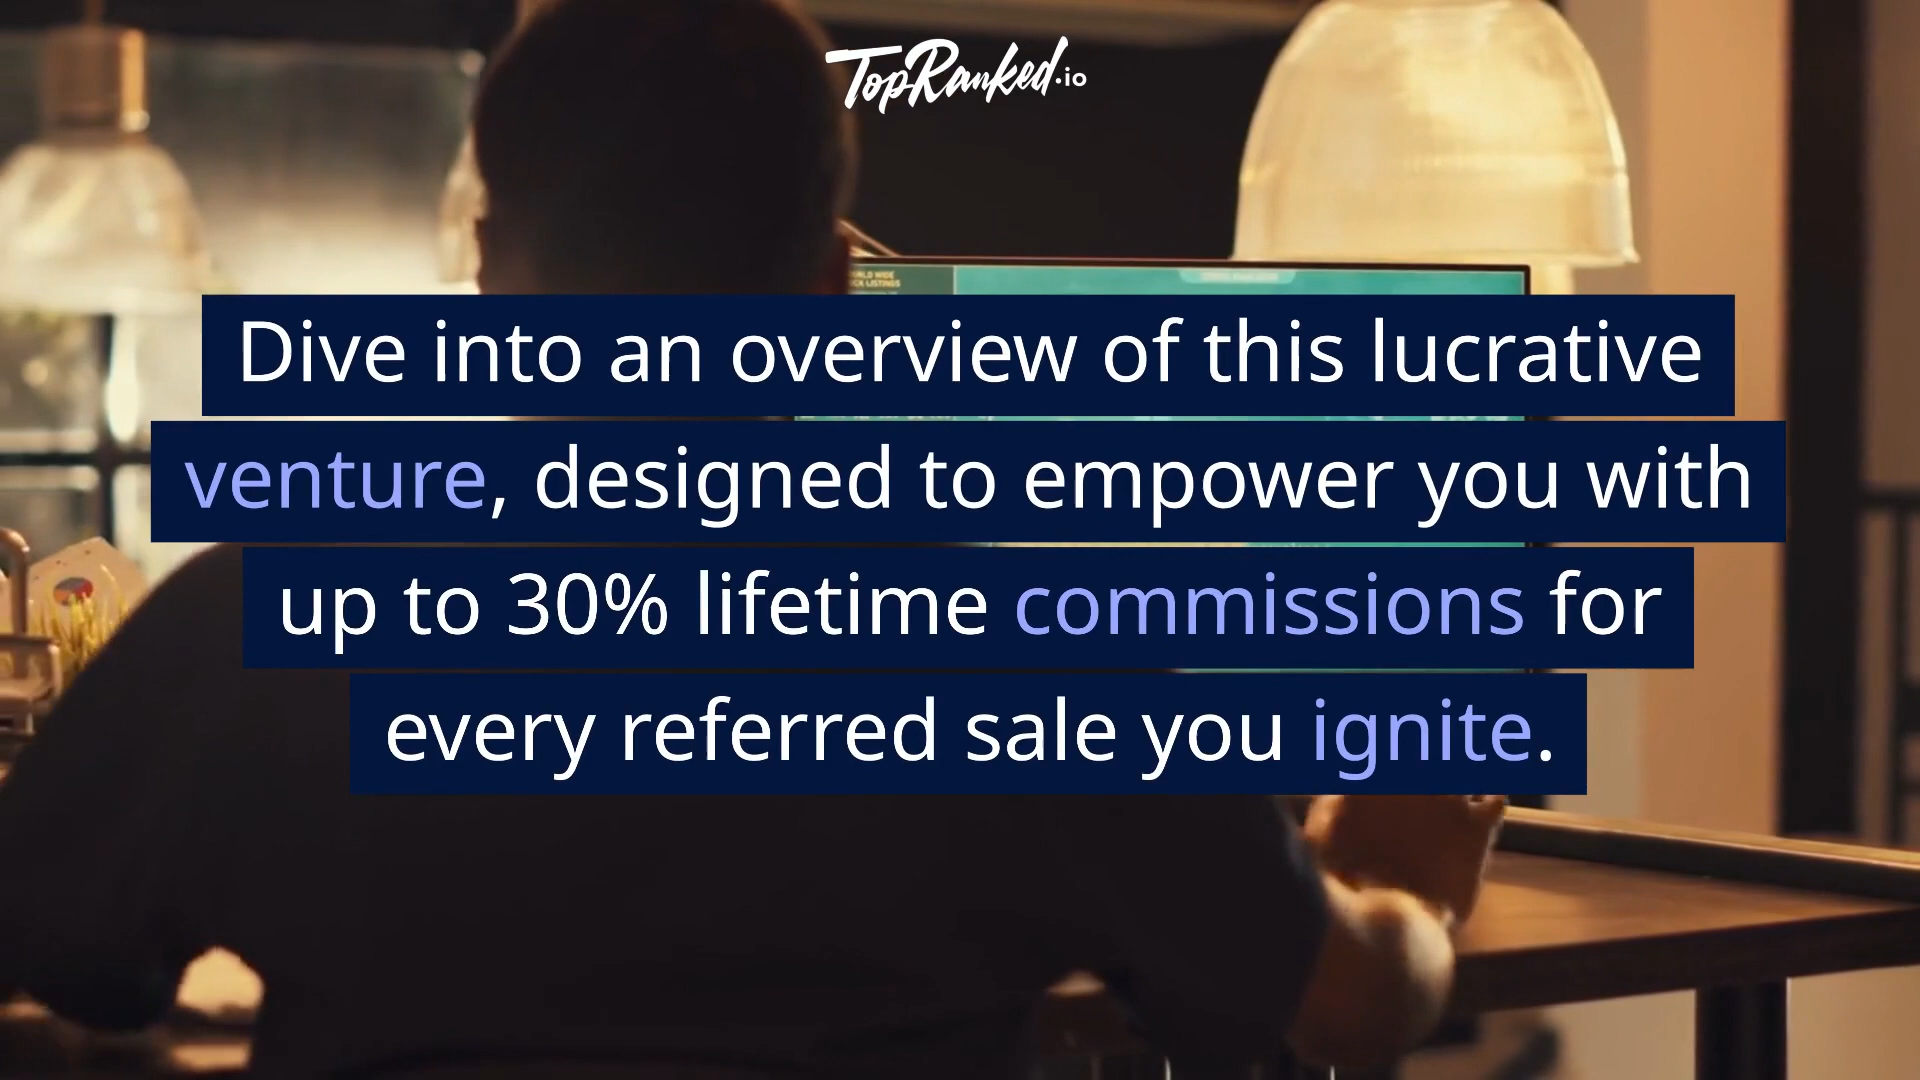 TopRanked.io
Dive into an overview of this lucrative
venture, designed to empower you with
up to 30% lifetime commissions for
every referred sale you ignite.